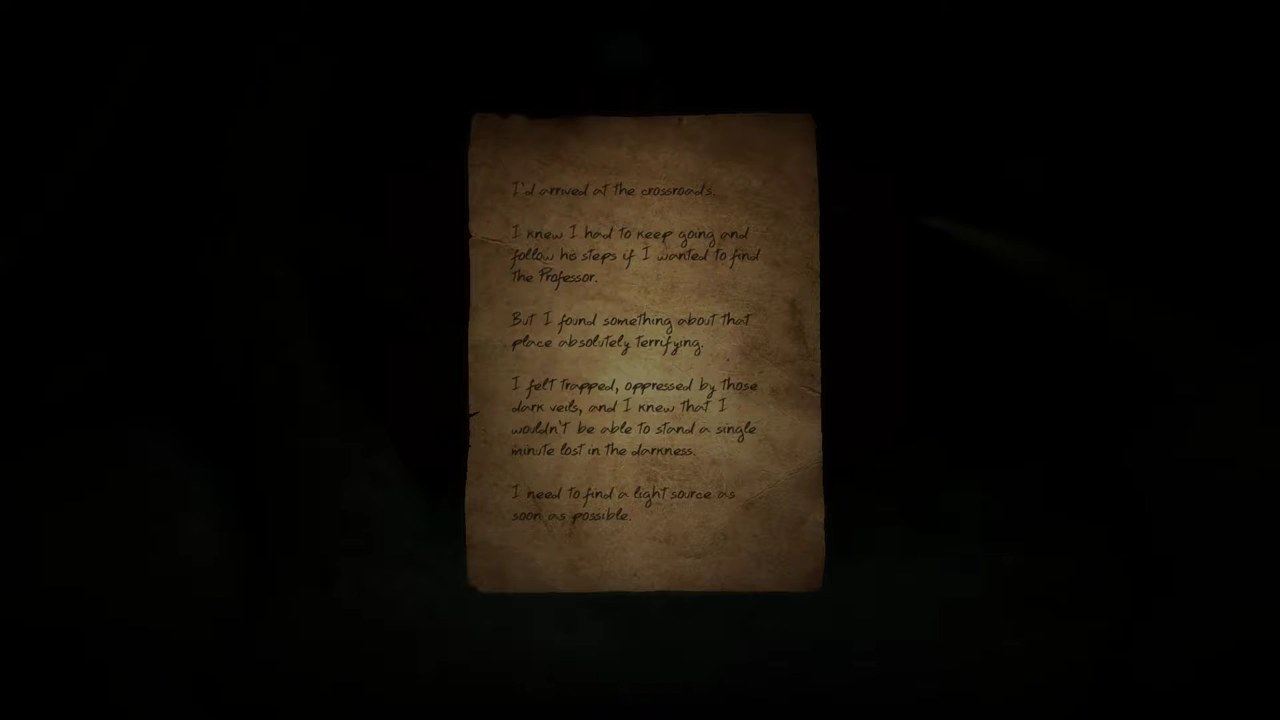 I'd arrived at the crossroads.
I knew I had to keep going and
follow his steps if I wanted to find
the Professor.
But I found something about that
place absolutely terrifying.
I felt trapped, oppressed by those
dark veils, and I knew that I
wouldn't be able to stand a single
minute lost in the darkness.
I need to find a light source as
soon as possible.